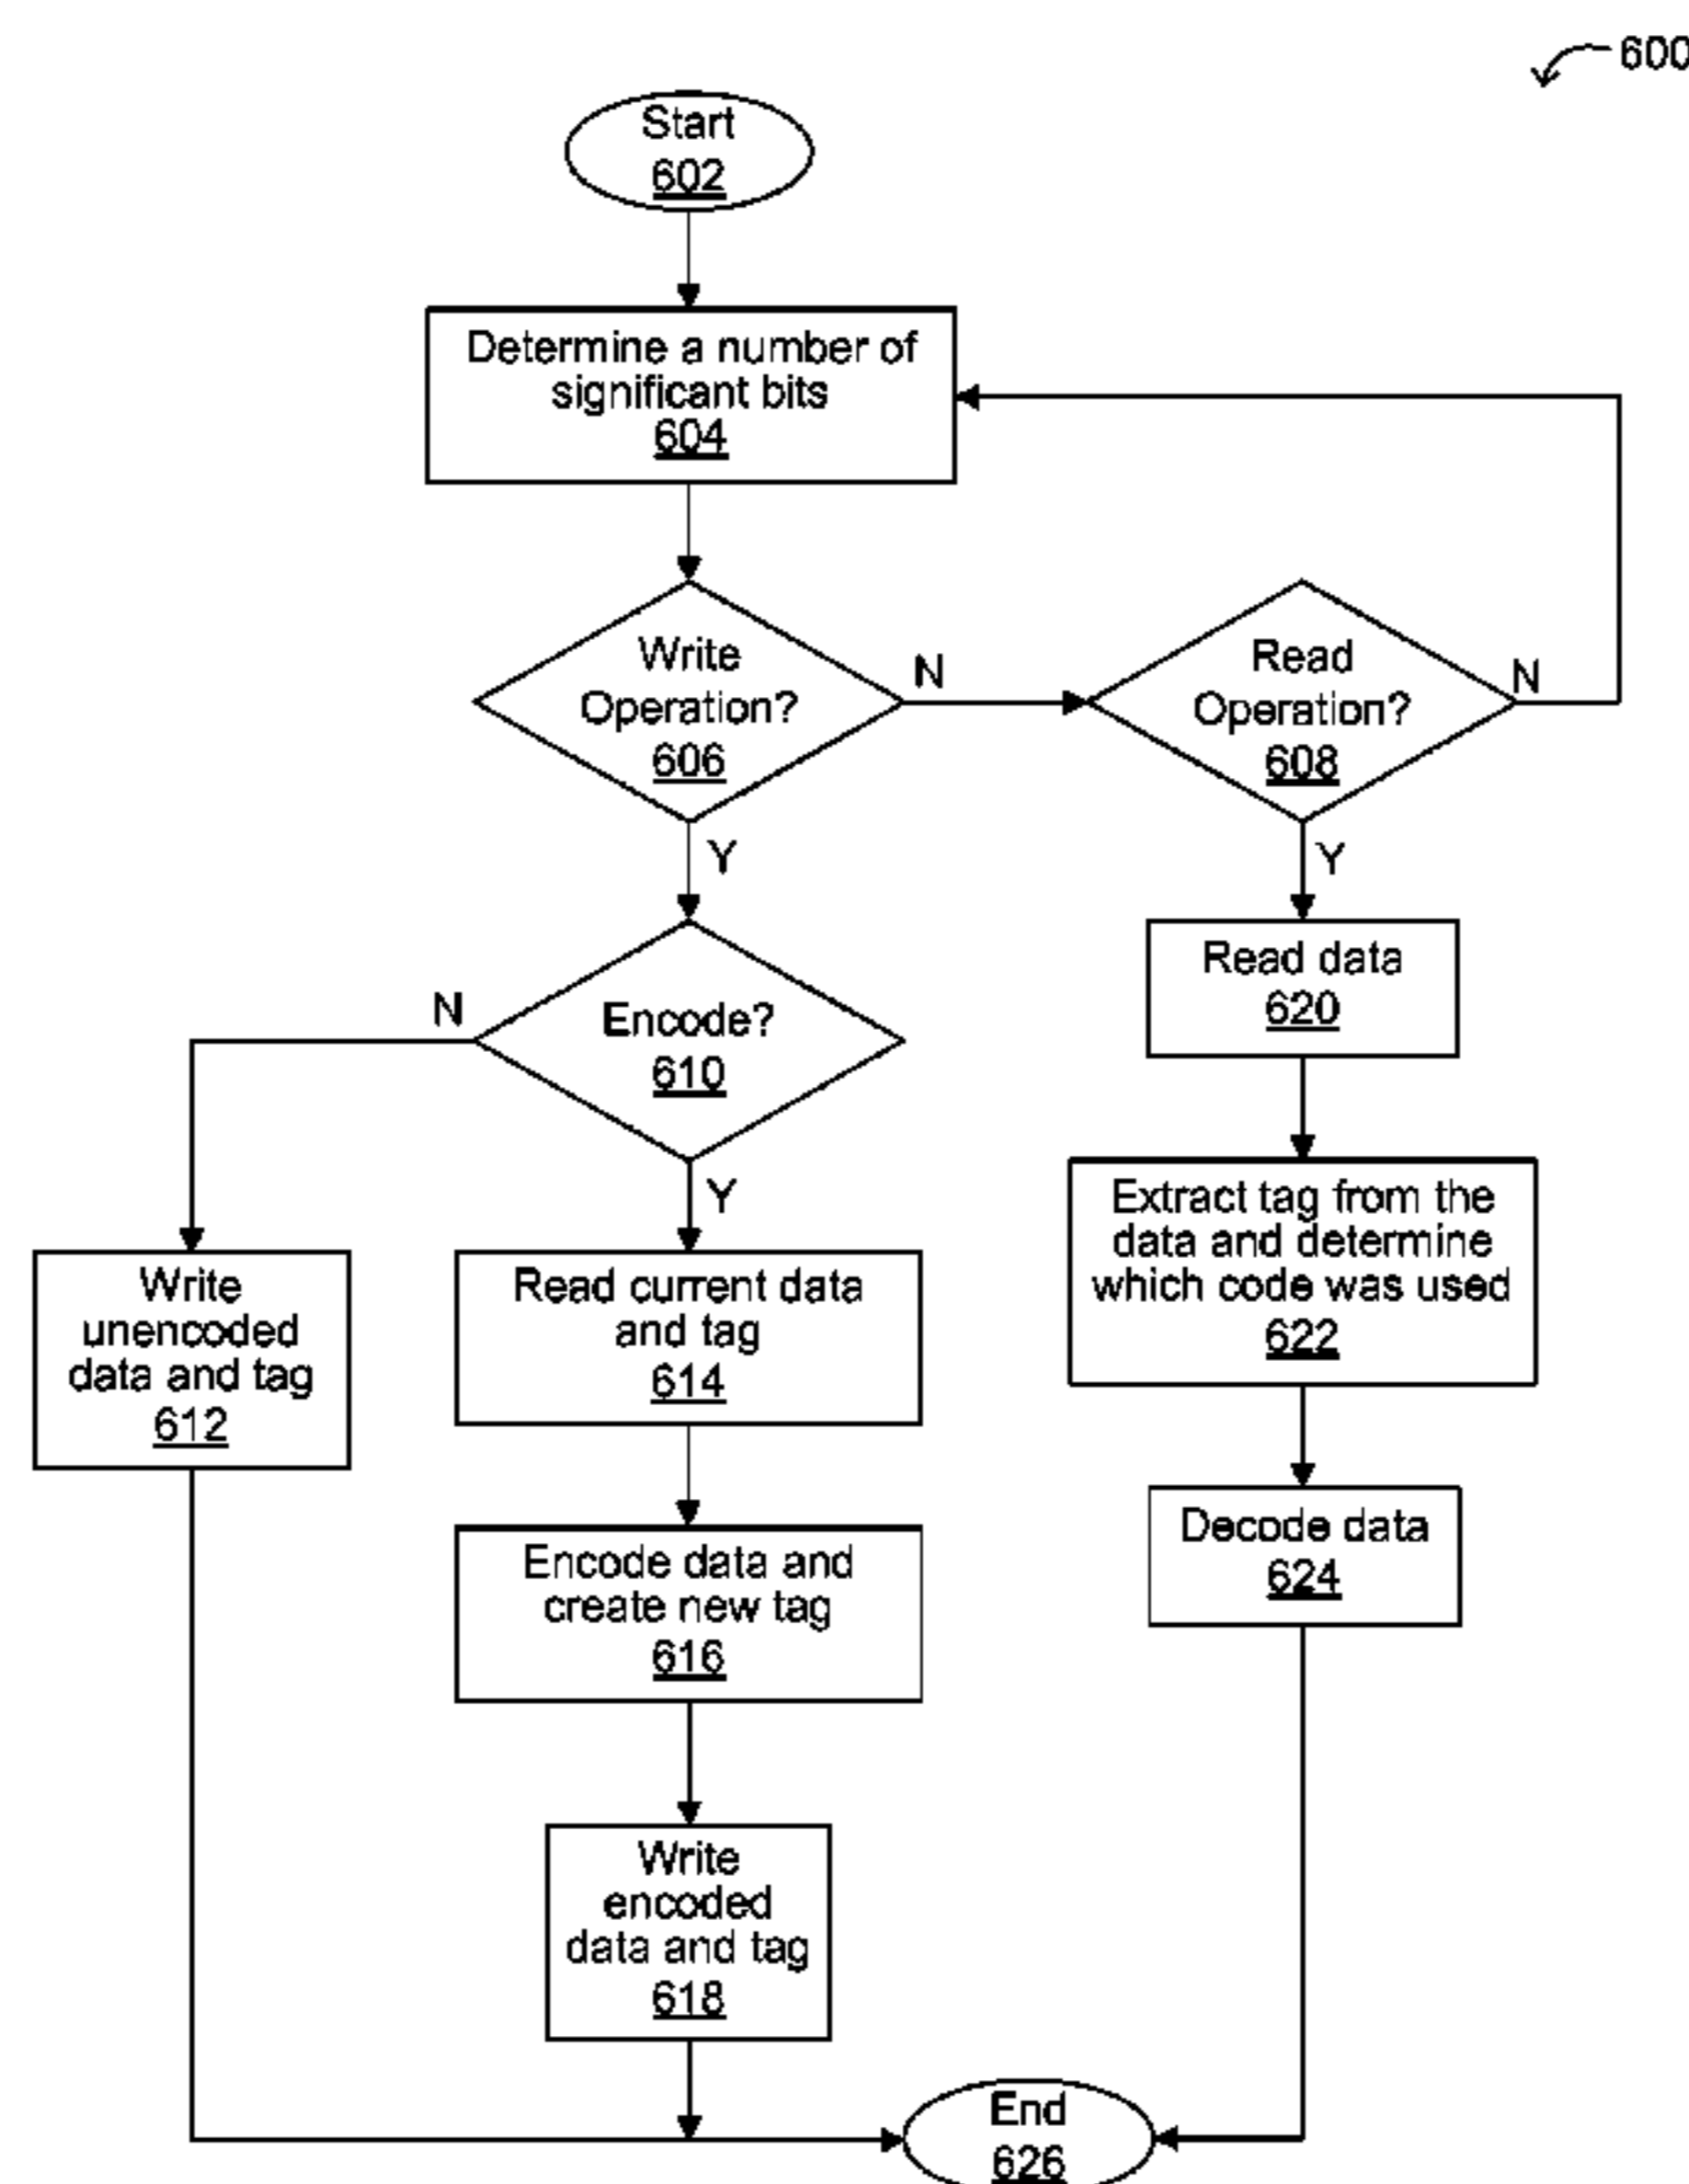 600
Start
602
Determine a number of
significant bits
604
Write
Operation?
606
N
Read
Operation?
608
N
Y
Y
Encode?
610
N
Y
Read data
620
Write
unencoded
data and tag
612
Read current data
and tag
614
Extract tag from the
data and determine
which code was used
622
Encode data and
create new tag
616
Decode data
624
Write
encoded
data and tag
618
End
626